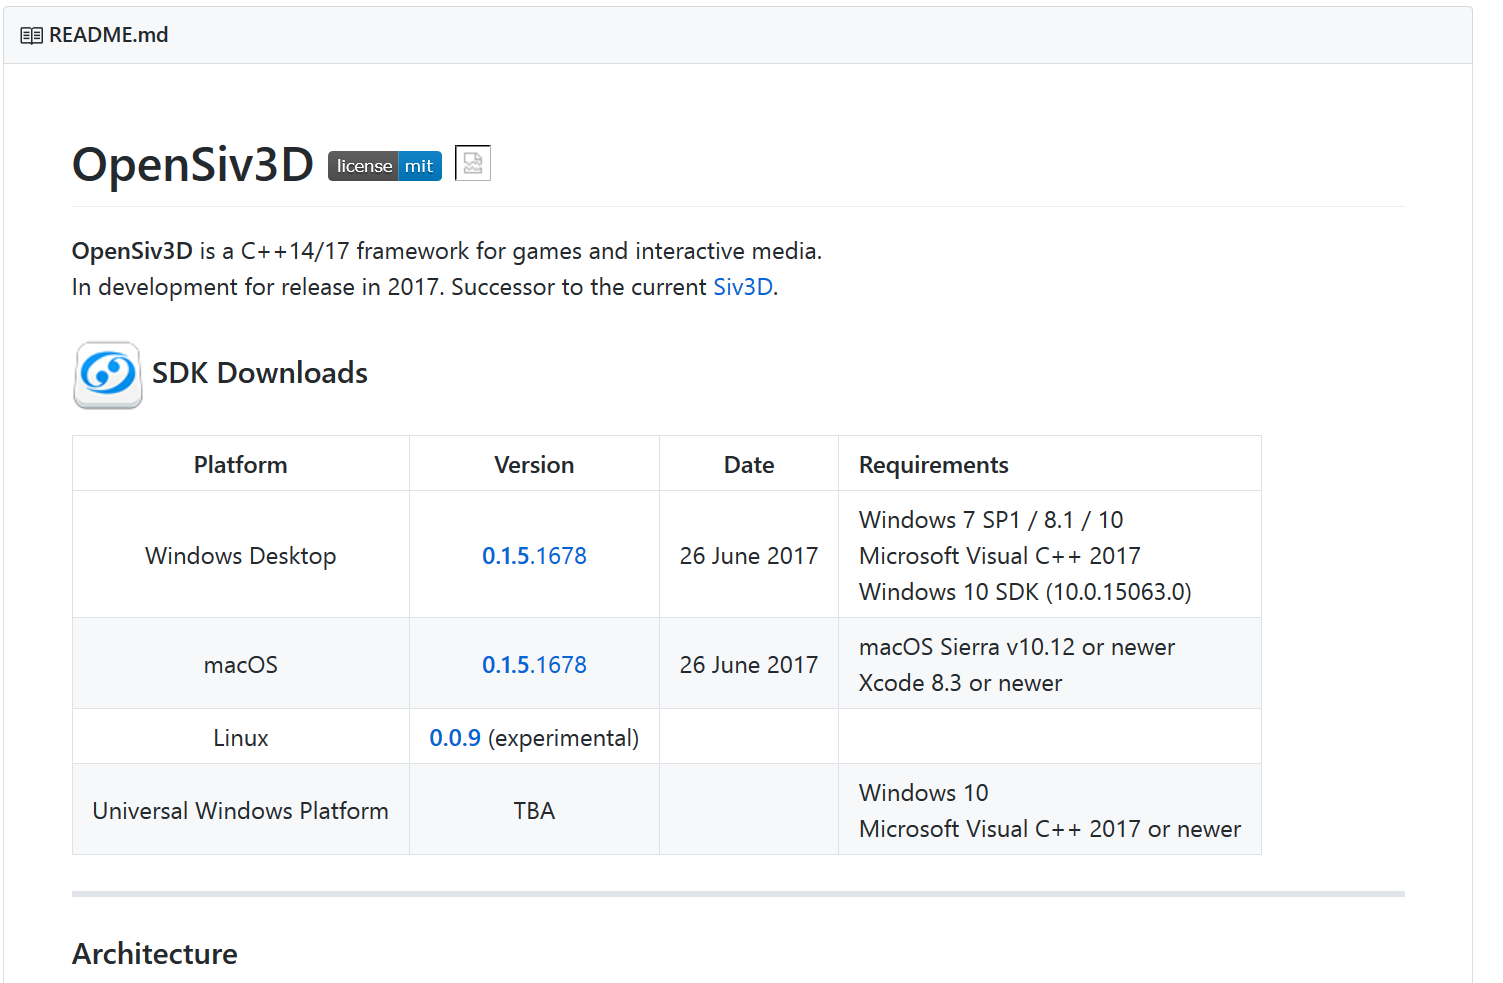 README.md
OpenSiv3D license mit
OpenSiv3D is a C++14/17 framework for games and interactive media.
In development for release in 2017. Successor to the current Siv3D.
SDK Downloads
Platform Version Date Requirements
Windows Desktop 0.1.5.1678 26 June 2017 Windows 7 SP1 / 8.1 / 10
Microsoft Visual C++ 2017
Windows 10 SDK (10.0.15063.0)
macOS 0.1.5.1678 26 June 2017 macOS Sierra v10.12 or newer
Xcode 8.3 or newer
Linux 0.0.9 (experimental)
Universal Windows Platform TBA Windows 10
Microsoft Visual C++ 2017 or newer
Architecture